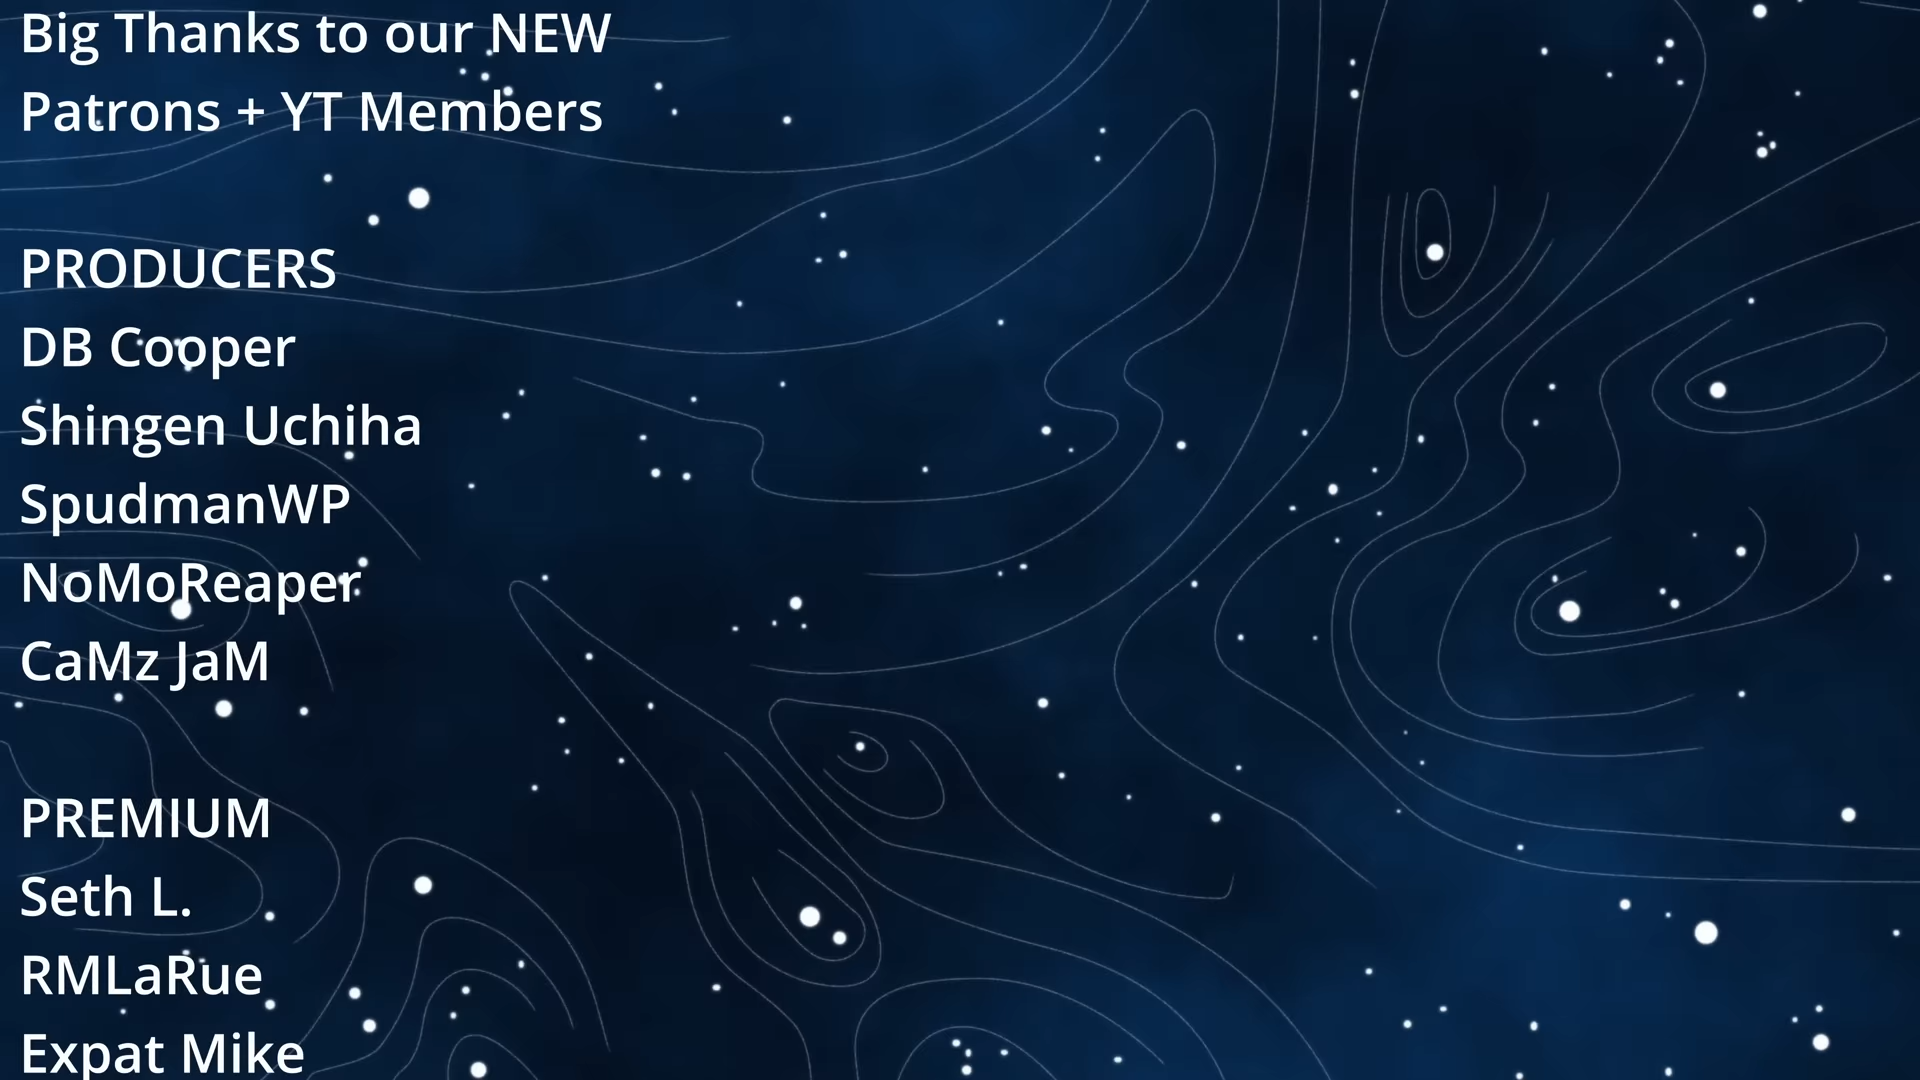 Big Thanks to our NEW
Patrons + YT Members
PRODUCERS
DB Cooper
Shingen Uchiha
SpudmanWP
NoMoReaper
CaMz JaM
PREMIUM
Seth L.
RMLaRue
Expat Mike